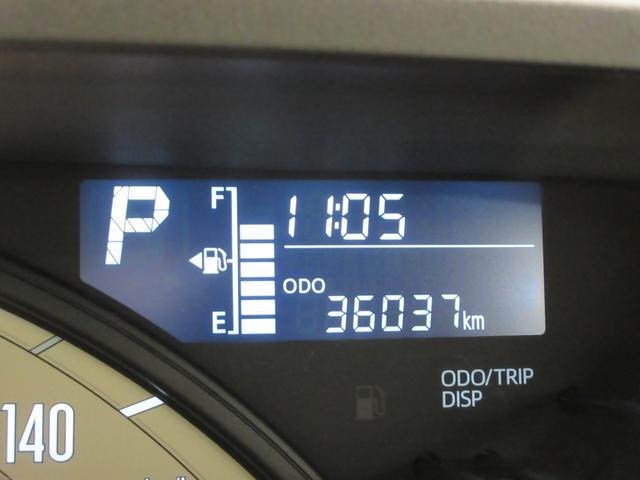 P
F
11:05
ODO
E
36037km
ODO/TRIP
DISP
140